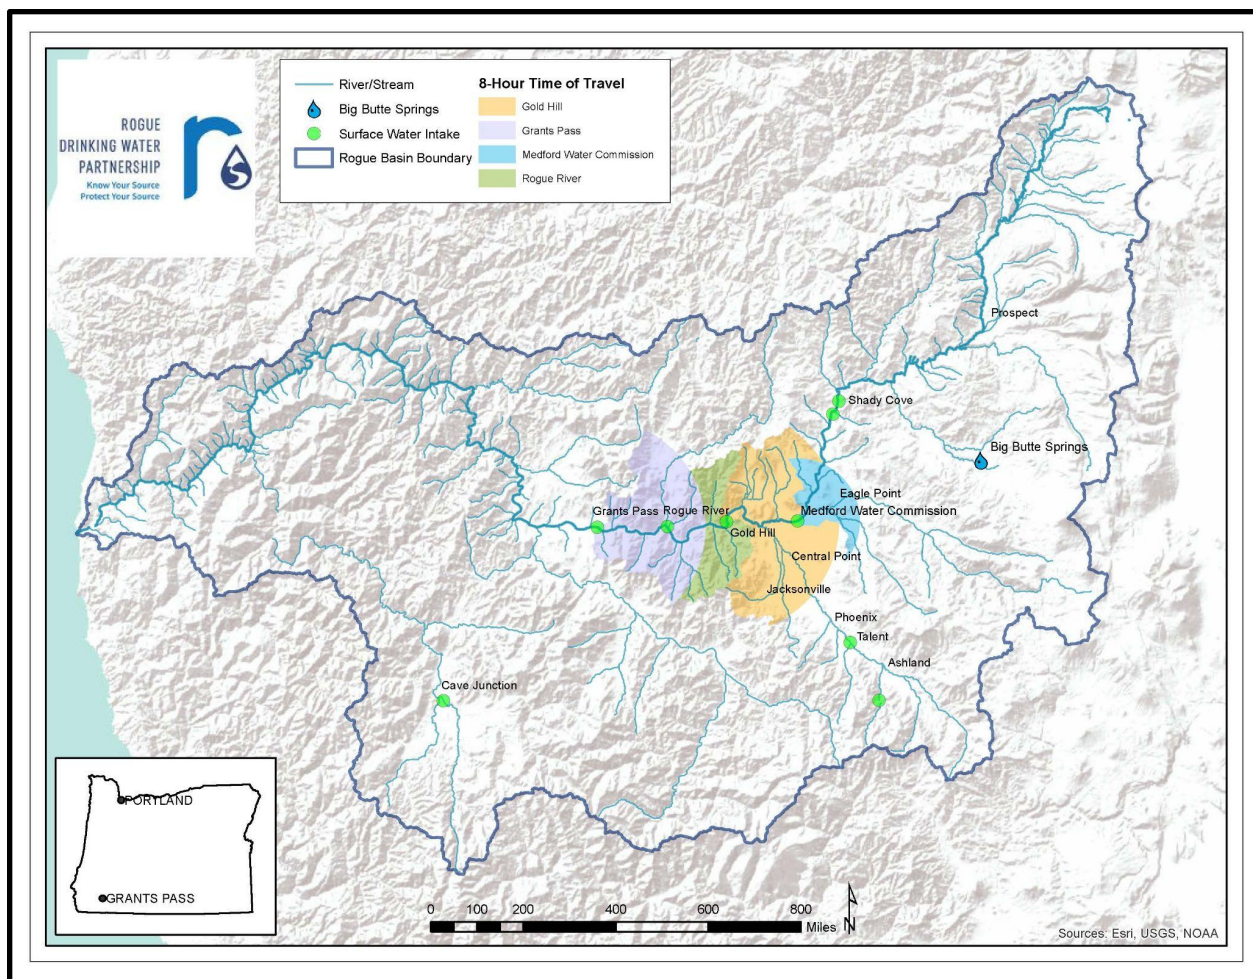 ROGUE
DRINKING WATER
PARTNERSHIP
Know Your Source
Protect Your Source
River/Stream
Big Butte Springs
Surface Water Intake
Rogue Basin Boundary
8-Hour Time of Travel
Gold Hill
Grants Pass
Medford Water Commission
Rogue River
Prospect
Shady Cove
Big Butte Springs
Eagle Point
Grants Pass
Rogue River
Medford Water Commission
Gold Hill
Central Point
Jacksonville
Phoenix
Talent
Ashland
Cave Junction
PORTLAND
GRANTS PASS
0 100 200 400 600 800
Miles
N
Sources: Esri, USGS, NOAA